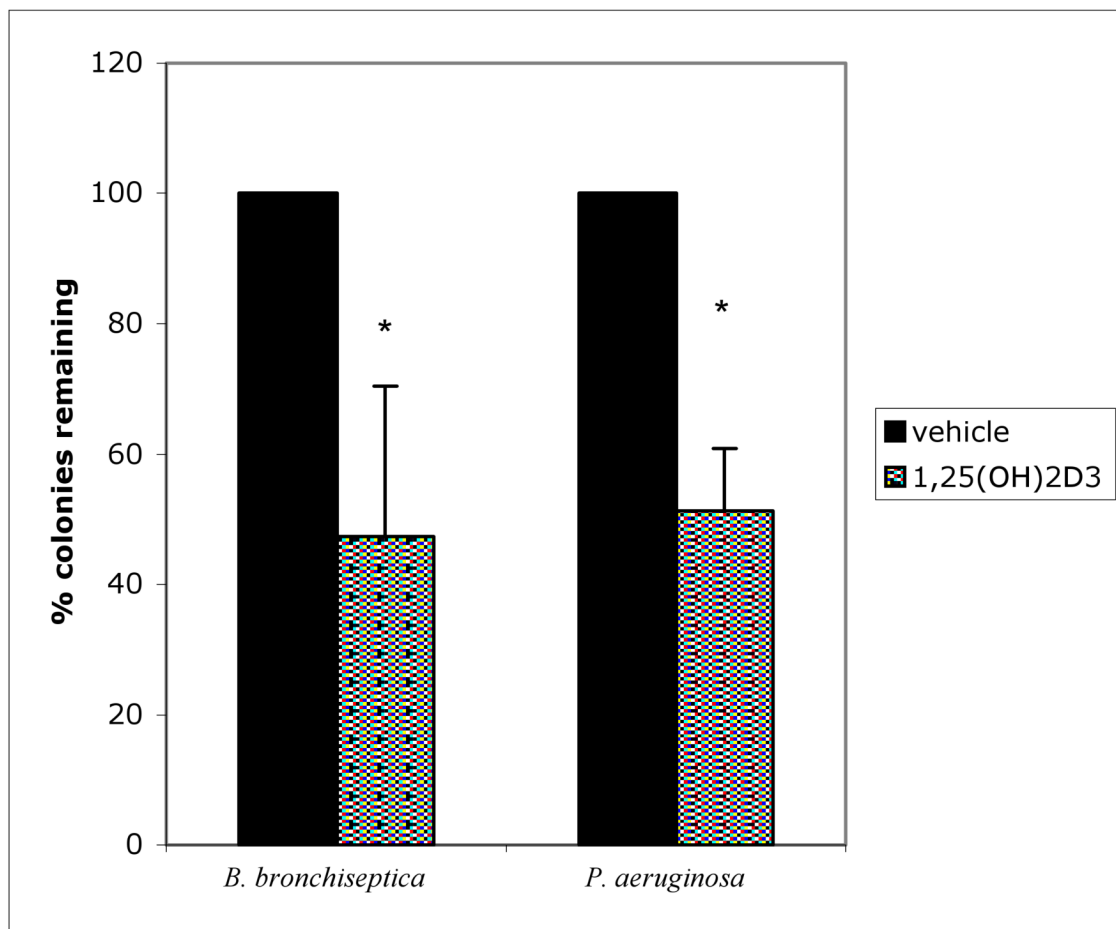 120
100
80
60
40
20
0
% colonies remaining
*
*
B. bronchiseptica
P. aeruginosa
vehicle
1,25(OH)2D3